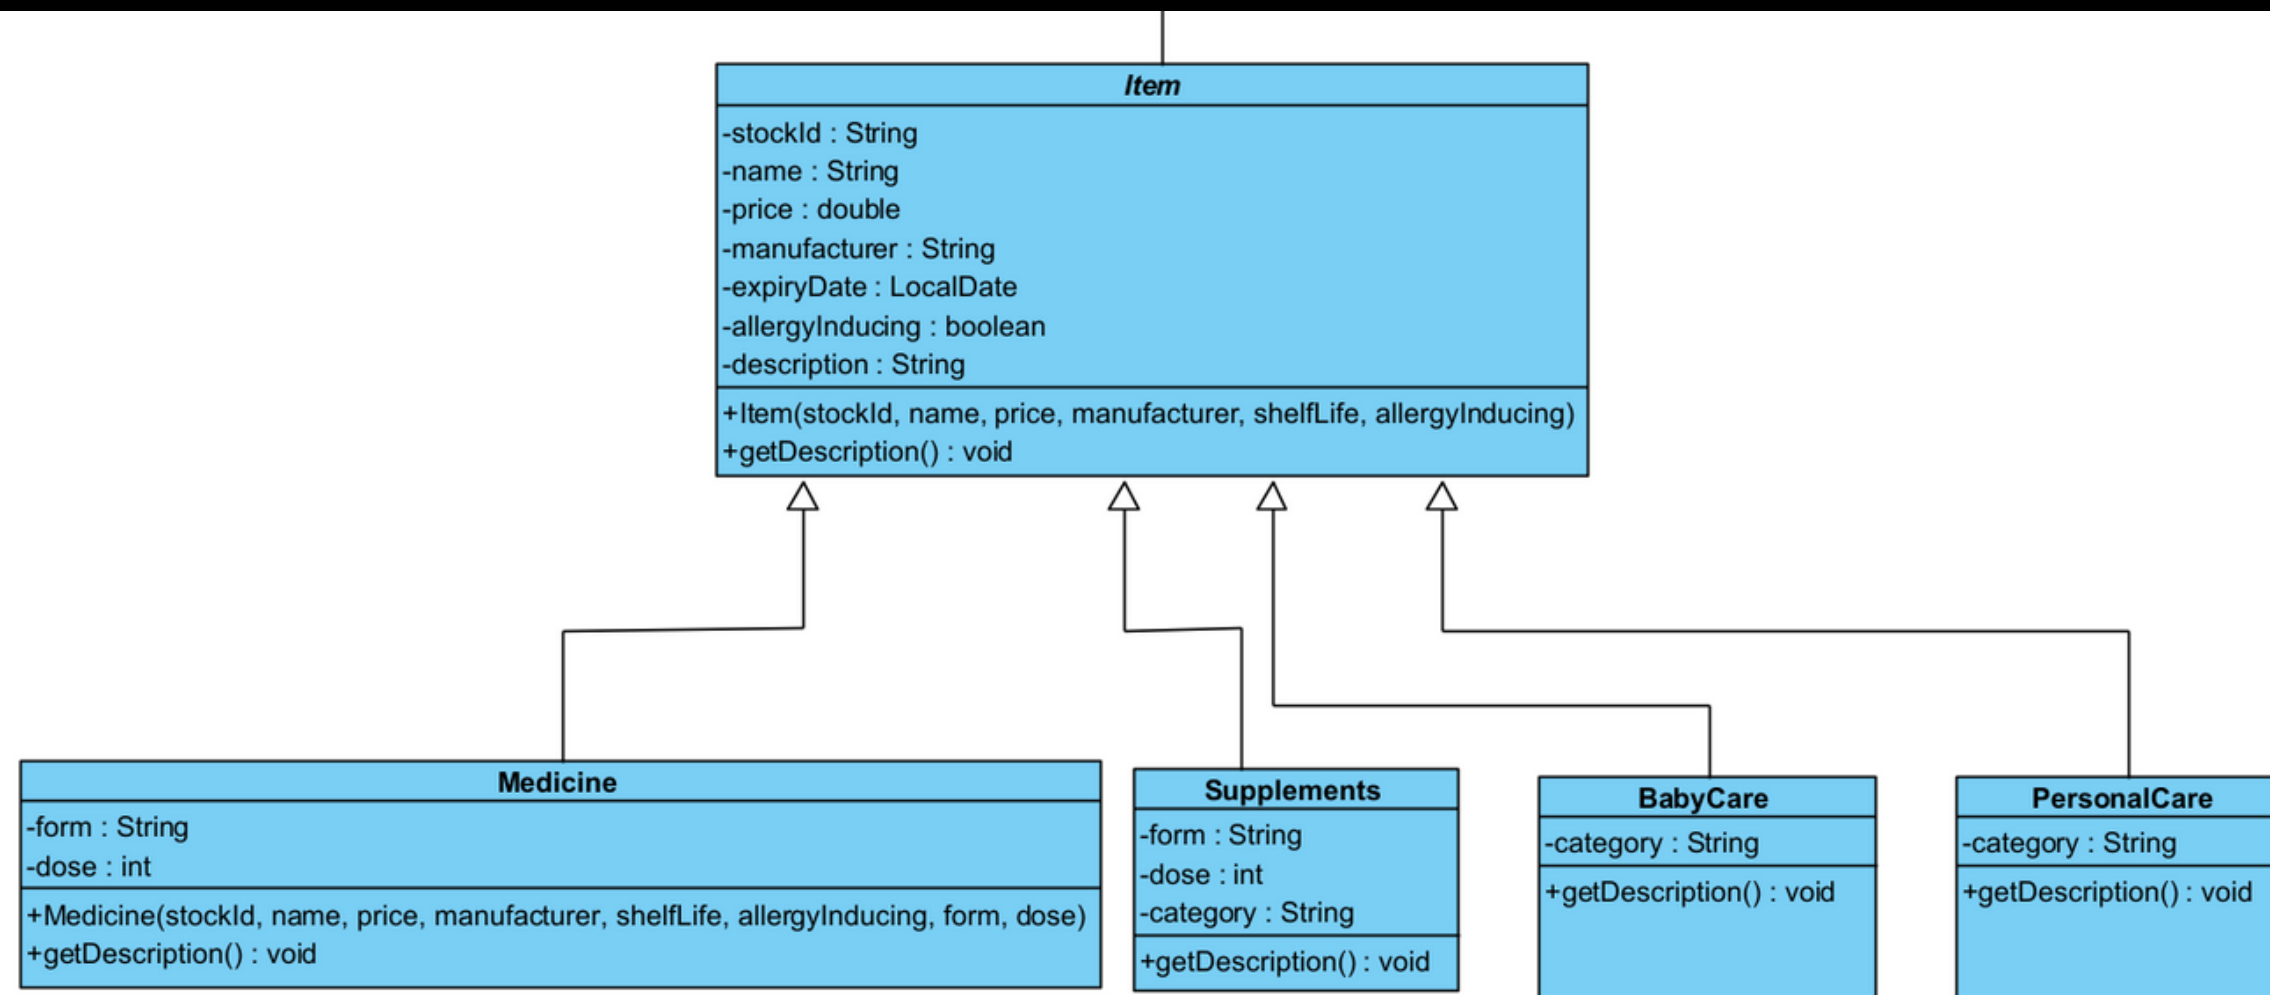 Item
-stockId : String
-name : String
-price : double
-manufacturer : String
-expiryDate : LocalDate
-allergyInducing : boolean
-description : String
+Item(stockId, name, price, manufacturer, shelfLife, allergyInducing)
+getDescription() : void
Medicine
-form : String
-dose : int
+Medicine(stockId, name, price, manufacturer, shelfLife, allergyInducing, form, dose)
+getDescription() : void
Supplements
-form : String
-dose : int
-category : String
+getDescription() : void
BabyCare
-category : String
+getDescription() : void
PersonalCare
-category : String
+getDescription() : void